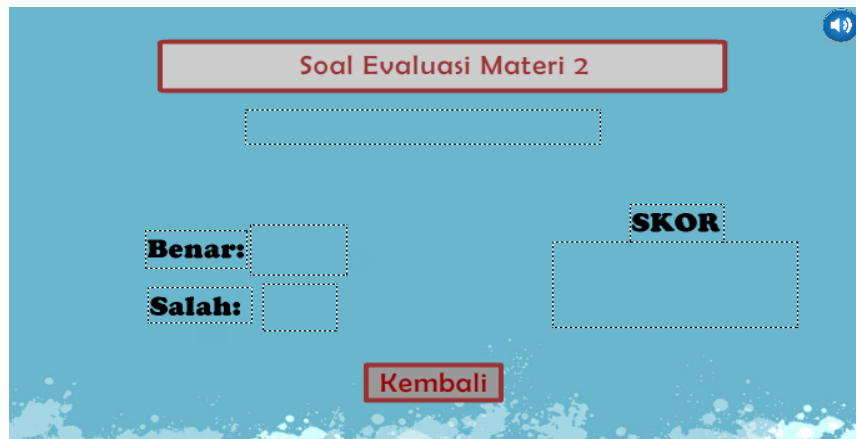 Soal Evaluasi Materi 2
SKOR
Benar:
Salah:
Kembali